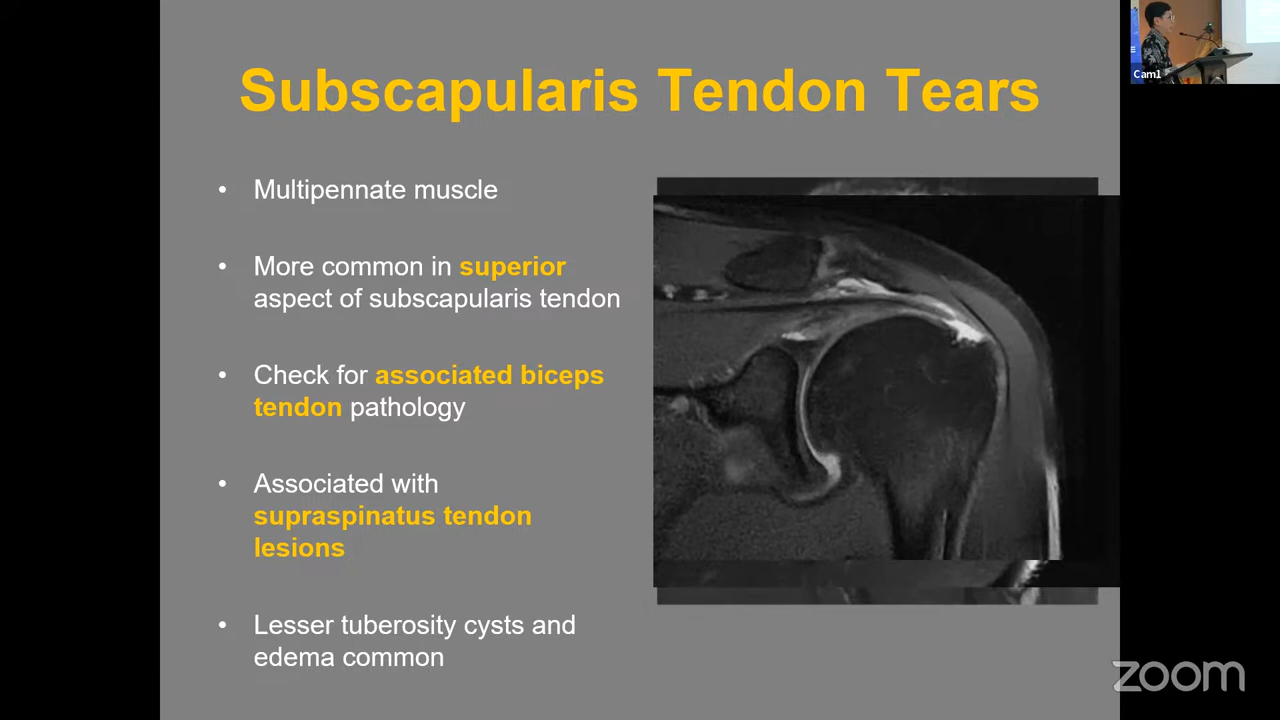 Subscapularis Tendon Tears
• Multipennate muscle
• More common in superior
aspect of subscapularis tendon
• Check for associated biceps
tendon pathology
• Associated with
supraspinatus tendon
lesions
• Lesser tuberosity cysts and
edema common
E
Cam1
zoom